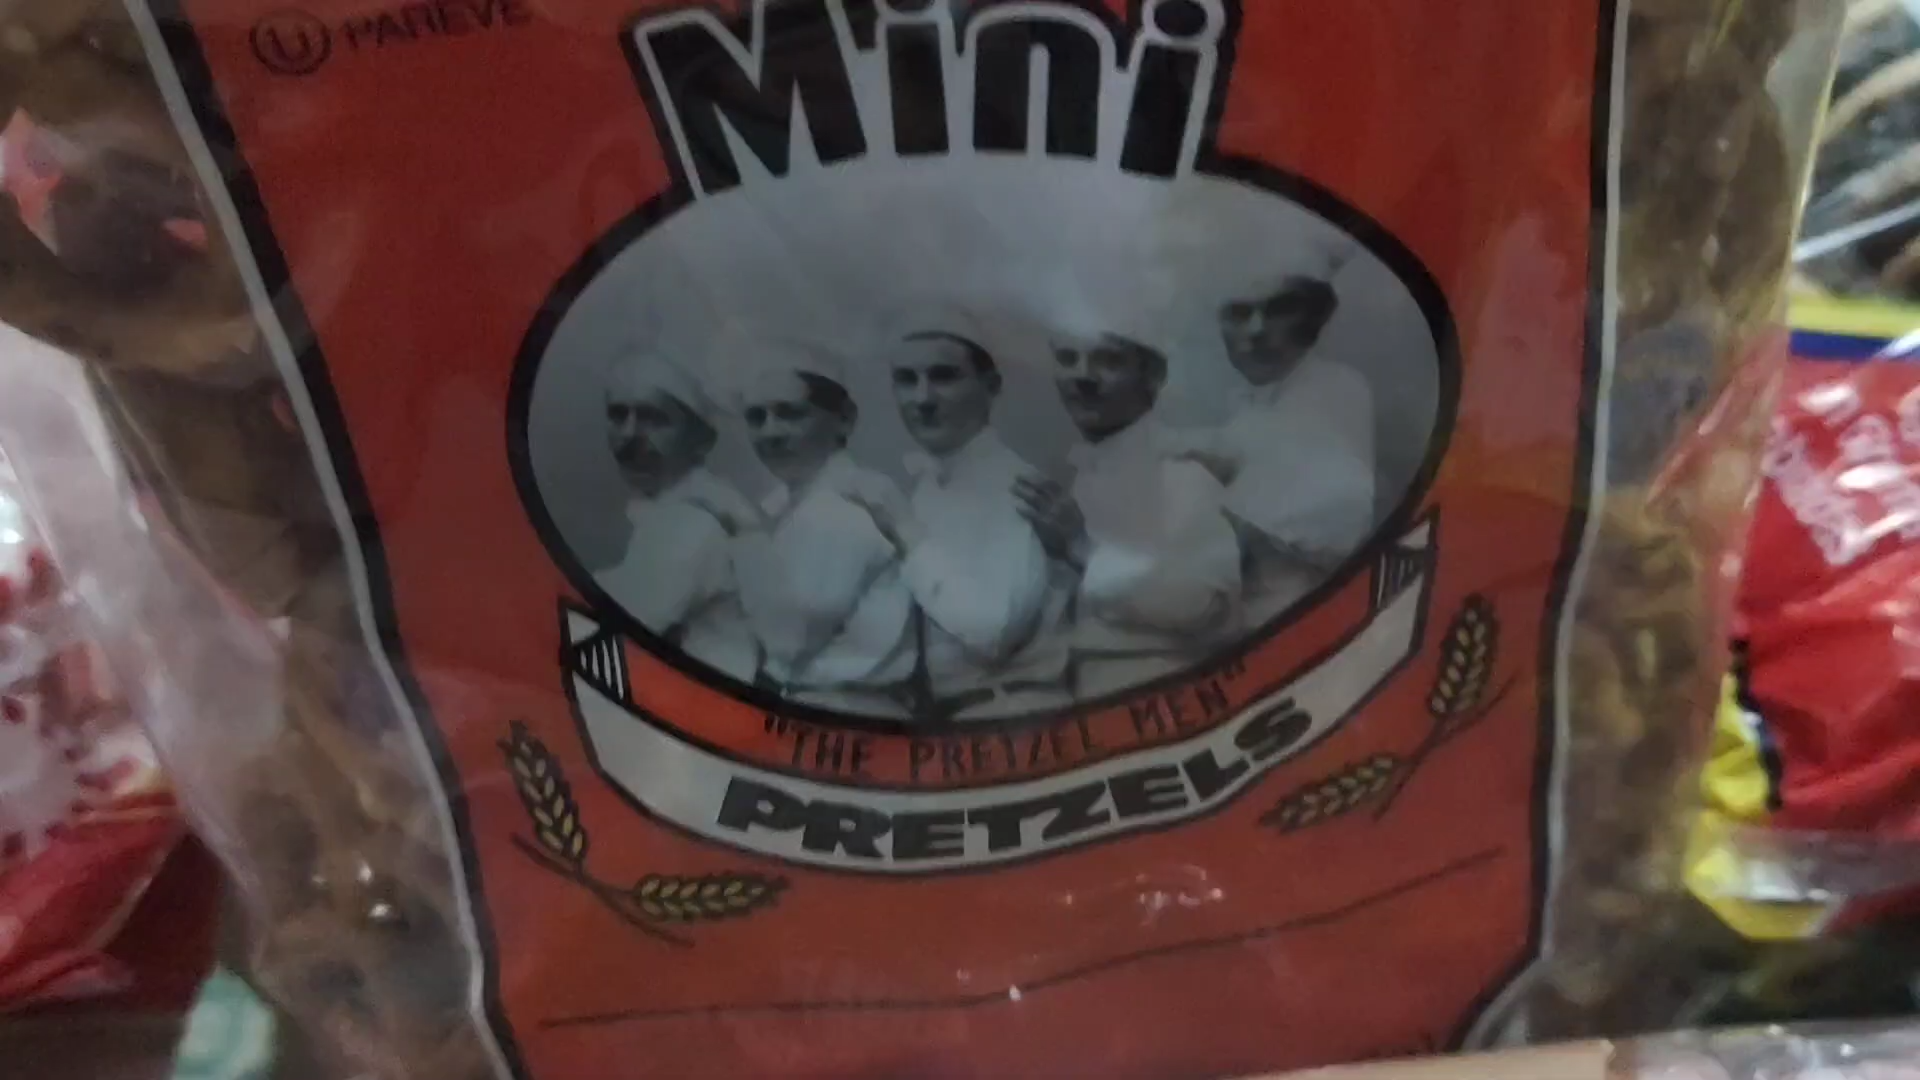 U PAREVE
Mini
"THE PRETZEL MEN"
PRETZELS